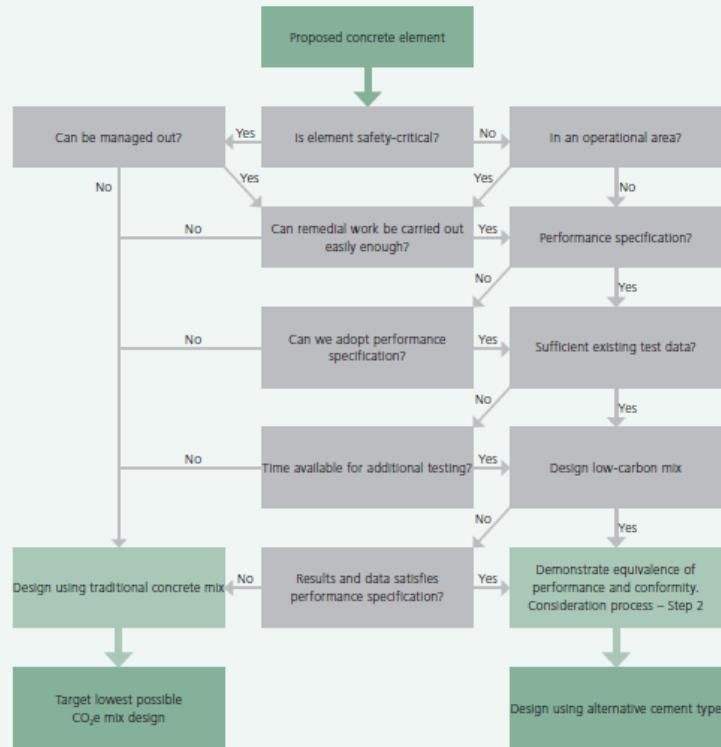 Proposed concrete element
Can be managed out?
Yes
Is element safety-critical?
No
In an operational area?
No
Yes
Yes
No
No
Can remedial work be carried out
easily enough?
Yes
Performance specification?
No
Yes
No
Can we adopt performance
specification?
Yes
Sufficient existing test data?
No
Yes
No
Time available for additional testing?
Yes
Design low-carbon mix
No
Yes
Design using traditional concrete mix
No
Results and data satisfies
performance specification?
Yes
Demonstrate equivalence of
performance and conformity.
Consideration process – Step 2
Target lowest possible
CO₂e mix design
Design using alternative cement type